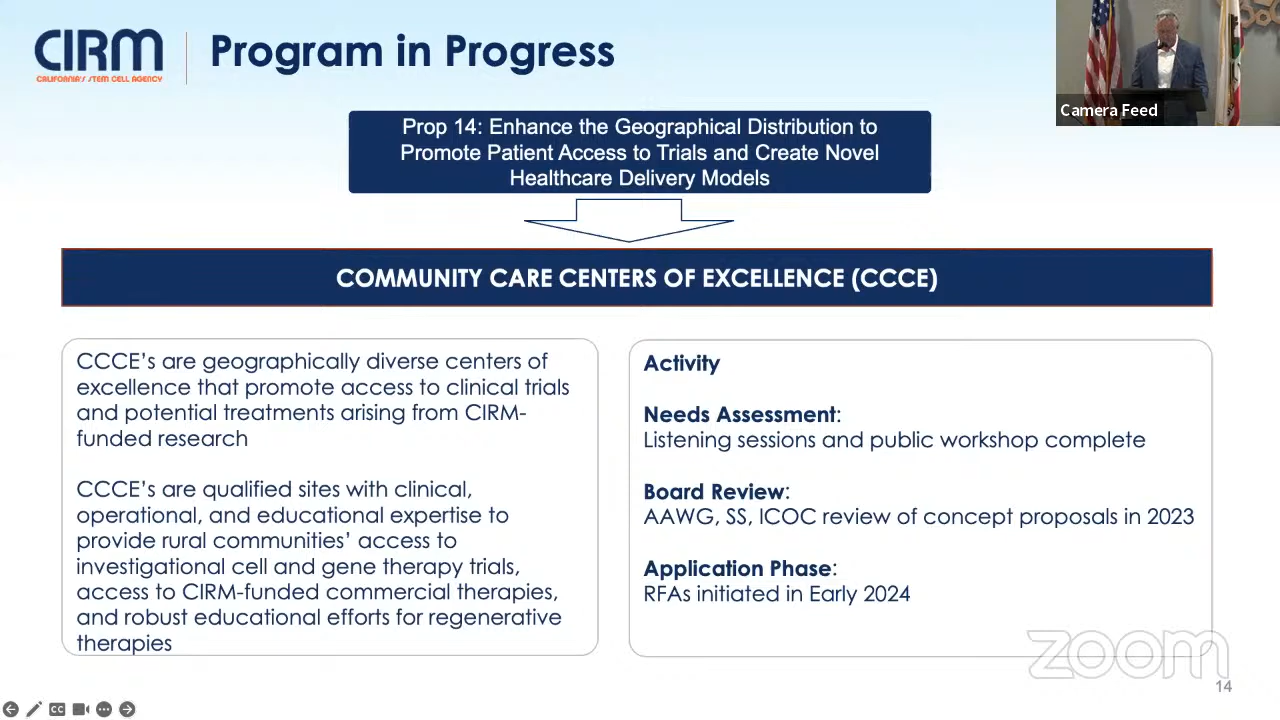 CIRM
CALIFORNIA'S STEM CELL AGENCY
Program in Progress
Camera Feed
Prop 14: Enhance the Geographical Distribution to
Promote Patient Access to Trials and Create Novel
Healthcare Delivery Models
COMMUNITY CARE CENTERS OF EXCELLENCE (CCCE)
CCCE's are geographically diverse centers of
excellence that promote access to clinical trials
and potential treatments arising from CIRM-
funded research
CCCE's are qualified sites with clinical,
operational, and educational expertise to
provide rural communities' access to
investigational cell and gene therapy trials,
access to CIRM-funded commercial therapies,
and robust educational efforts for regenerative
therapies
Activity
Needs Assessment:
Listening sessions and public workshop complete
Board Review:
AAWG, SS, ICOC review of concept proposals in 2023
Application Phase:
RFAs initiated in Early 2024
zoom
14
CC